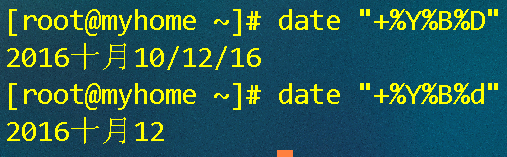 [root@myhome ~]# date "+%Y%B%D"
2016十月10/12/16
[root@myhome ~]# date "+%Y%B%d"
2016十月12